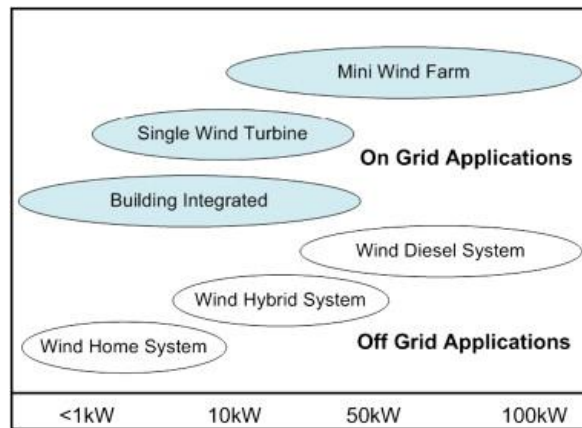 Mini Wind Farm
Single Wind Turbine
On Grid Applications
Building Integrated
Wind Diesel System
Wind Hybrid System
Wind Home System
Off Grid Applications
<1kW 10kW 50kW 100kW